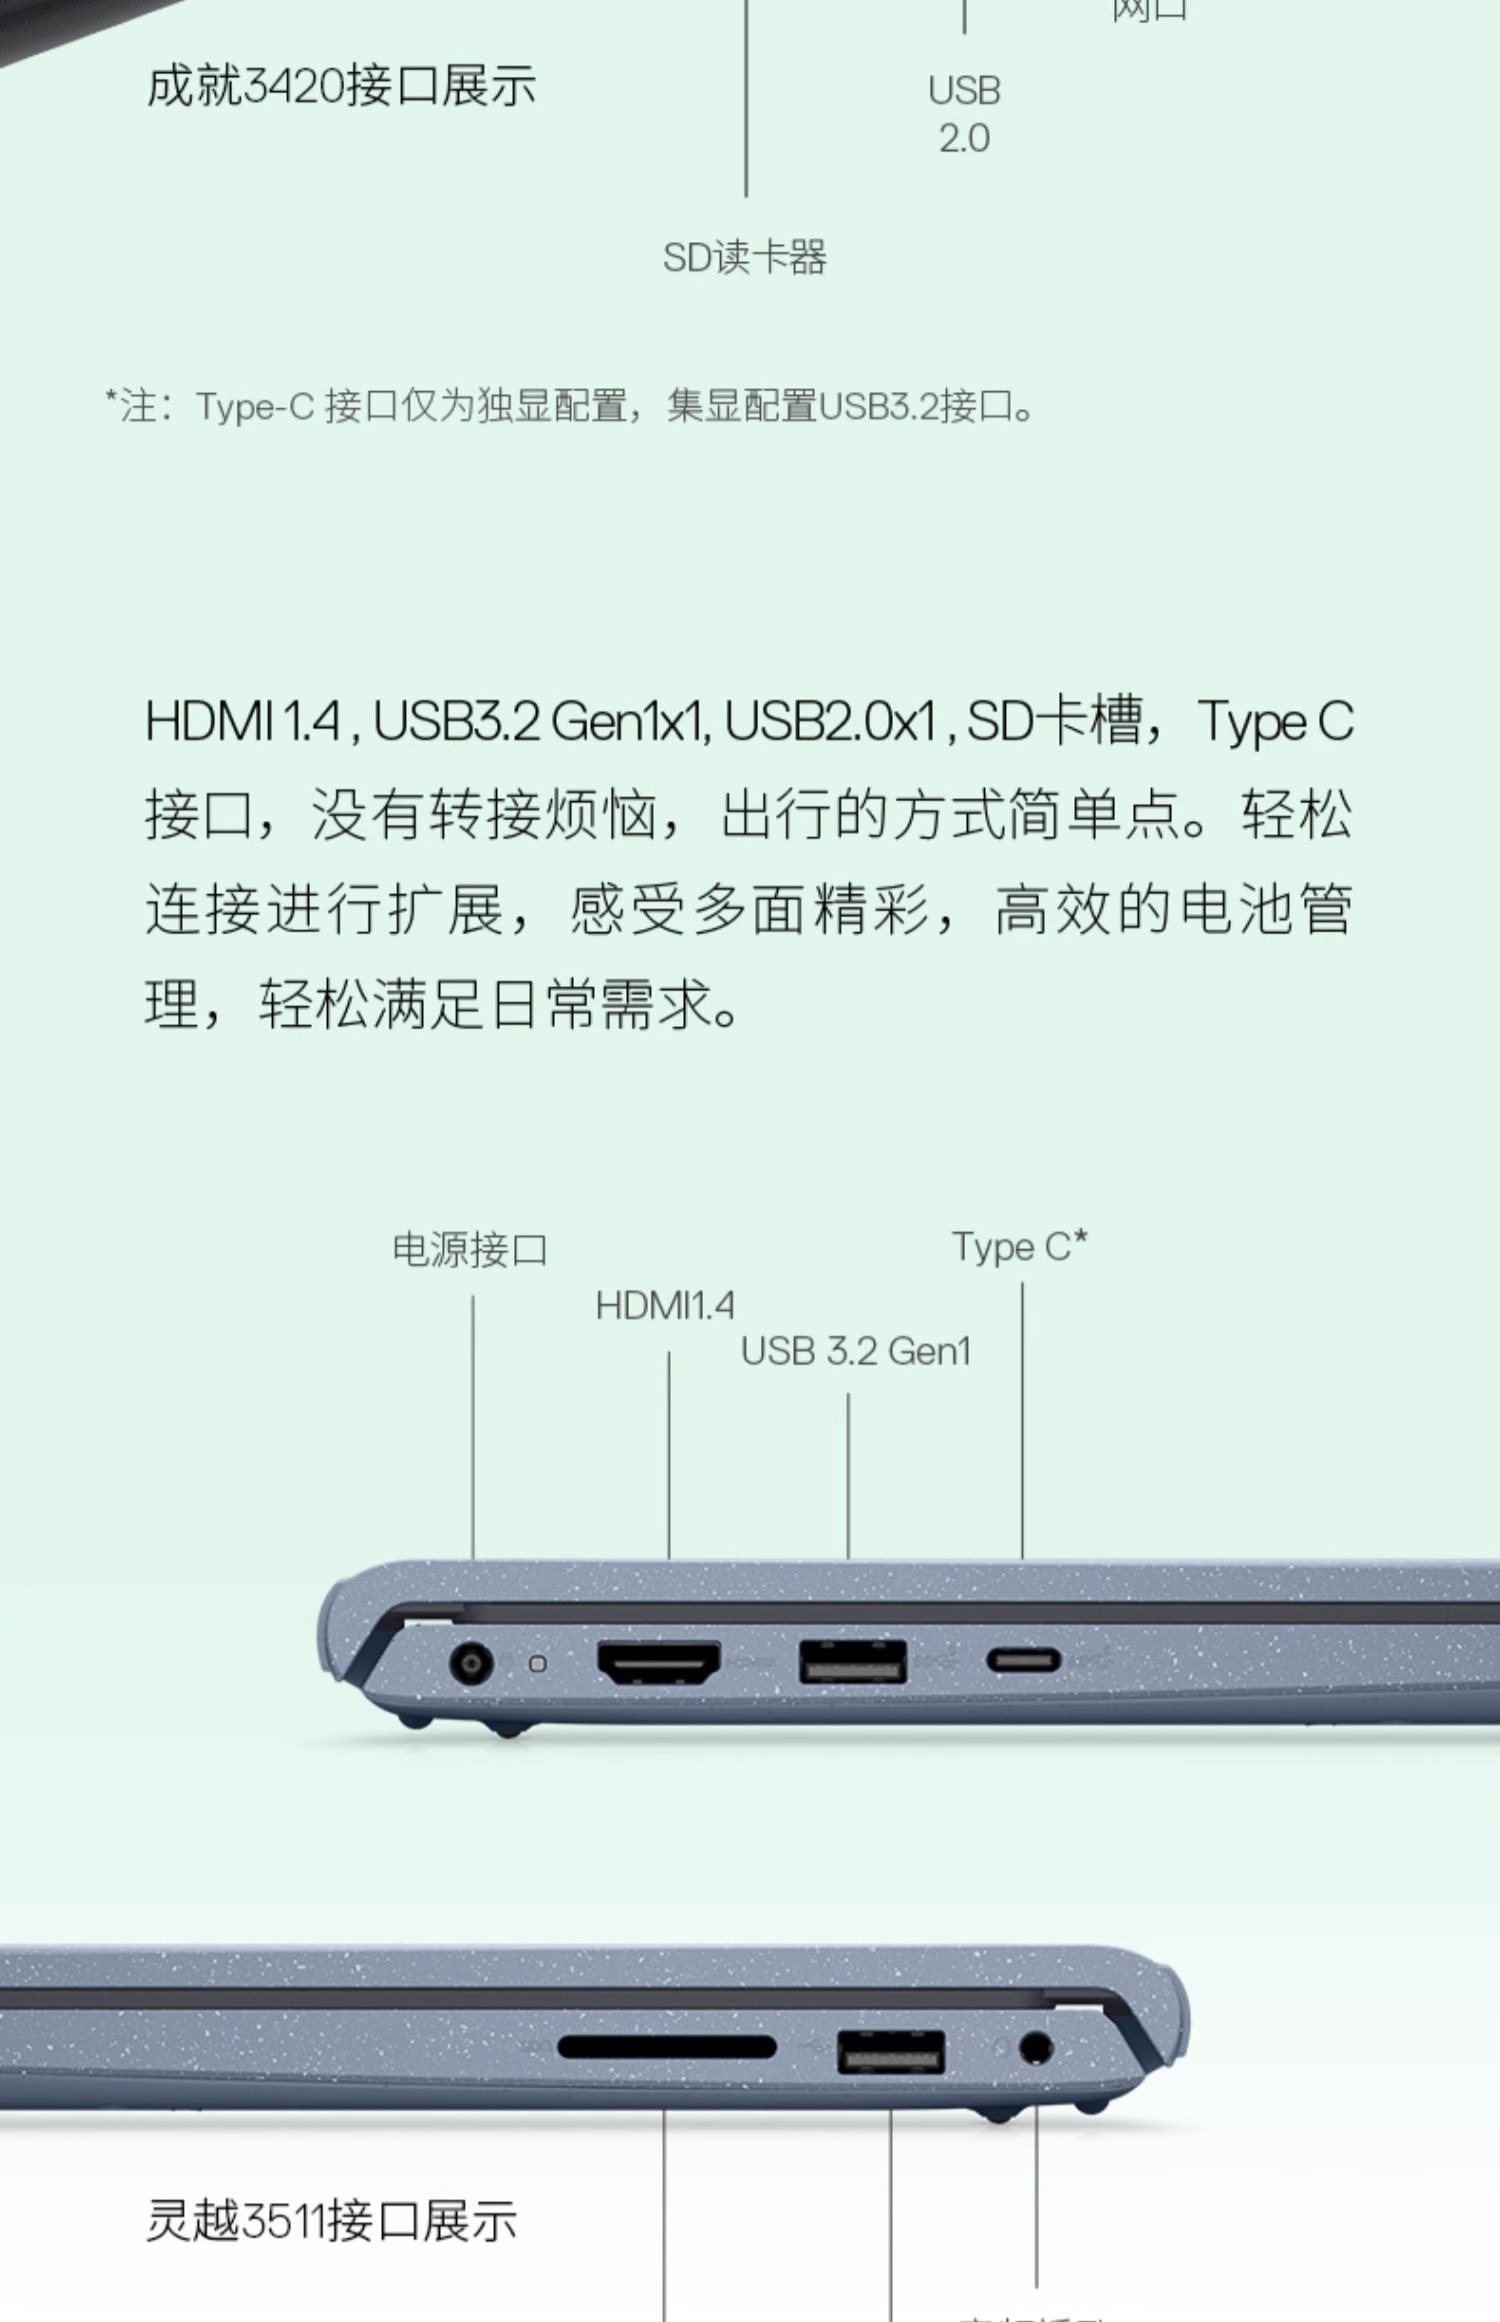 网口
成就3420接口展示
USB
2.0
SD读卡器
*注：Type-C 接口仅为独显配置，集显配置USB3.2接口。
HDMI 1.4 , USB3.2 Gen1x1, USB2.0x1 , SD卡槽，Type C
接口，没有转接烦恼，出行的方式简单点。轻松
连接进行扩展，感受多面精彩，高效的电池管
理，轻松满足日常需求。
电源接口
Type C*
HDMI1.4
USB 3.2 Gen1
灵越3511接口展示